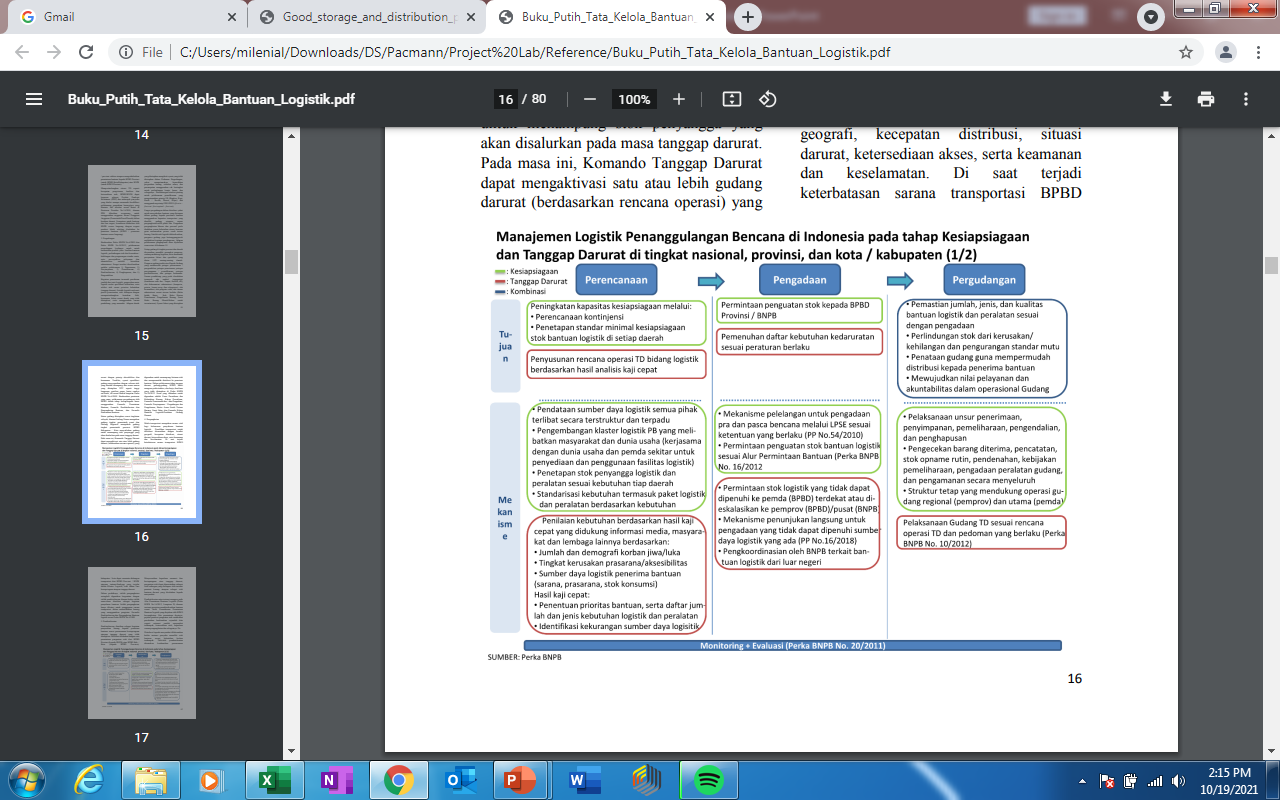 Gmail
Good_storage_and_distribution_p
Buku_Putih_Tata_Kelola_Bantuan_
File
C:/Users/milenial/Downloads/DS/Pacmann/Project%20Lab/Reference/Buku_Putih_Tata_Kelola_Bantuan_Logistik.pdf
Buku_Putih_Tata_Kelola_Bantuan_Logistik.pdf
16 / 80
100%
14
15
16
17
akan disalurkan pada masa tanggap darurat.
Pada masa ini, Komando Tanggap Darurat
dapat mengaktivasi satu atau lebih gudang
darurat (berdasarkan rencana operasi) yang
geografi, kecepatan distribusi, situasi
darurat, ketersediaan akses, serta keamanan
dan keselamatan. Di saat terjadi
keterbatasan sarana transportasi BPBD
Manajemen Logistik Penanggulangan Bencana di Indonesia pada tahap Kesiapsiagaan
dan Tanggap Darurat di tingkat nasional, provinsi, dan kota / kabupaten (1/2)
: Kesiapsiagaan
: Tanggap Darurat
: Kombinasi
Perencanaan
Pengadaan
Pergudangan
Tu-
jua
n
Peningkatan kapasitas kesiapsiagaan melalui:
• Perencanaan kontinjensi
• Penetapan standar minimal kesiapsiagaan
stok bantuan logistik di setiap daerah
Penyusunan rencana operasi TD bidang logistik
berdasarkan hasil analisis kaji cepat
Permintaan penguatan stok kepada BPBD
Provinsi / BNPB
Pemenuhan daftar kebutuhan kedaruratan
sesuai peraturan berlaku
• Pemastian jumlah, jenis, dan kualitas
bantuan logistik dan peralatan sesuai
dengan pengadaan
• Perlindungan stok dari kerusakan/
kehilangan dan pengurangan standar mutu
• Penataan gudang guna mempermudah
distribusi kepada penerima bantuan
• Mewujudkan nilai pelayanan dan
akuntabilitas dalam operasional Gudang
Me
kan
ism
e
• Pendataan sumber daya logistik semua pihak
terlibat secara terstruktur dan terpadu
• Pengembangan klaster logistik PB yang meli-
batkan masyarakat dan dunia usaha (kerjasama
dengan dunia usaha dan pemda sekitar untuk
• penyediaan dan penggunaan fasilitas logistik)
• Penetapan stok penyangga logistik dan
peralatan sesuai kebutuhan tiap daerah
• Standarisasi kebutuhan termasuk paket logistik
dan peralatan berdasarkan kebutuhan
Penilaian kebutuhan berdasarkan hasil kaji
cepat yang didukung informasi media, masyara-
kat dan lembaga lainnya berdasarkan:
• Jumlah dan demografi korban jiwa/luka
• Tingkat kerusakan prasarana/aksesibilitas
• Sumber daya logistik penerima bantuan
(sarana, prasarana, stok konsumsi)
Hasil kaji cepat:
• Penentuan prioritas bantuan, serta daftar jum-
lah dan jenis kebutuhan logistik dan peralatan
• Identifikasi kekurangan sumber daya logisitik
• Mekanisme pelelangan untuk pengadaan
pra dan pasca bencana melalui LPSE sesuai
ketentuan yang berlaku (PP No.54/2010)
• Permintaan penguatan stok bantuan logistik
sesuai Alur Permintaan Bantuan (Perka BNPB
No. 16/2012
• Permintaan stok logistik yang tidak dapat
dipenuhi ke pemda (BPBD) terdekat atau di-
eskalasikan ke pemprov (BPBD)/pusat (BNPB)
• Mekanisme penunjukan langsung untuk
pengadaan yang tidak dapat dipenuhi sumber
daya logistik yang ada (PP No.16/2018)
• Pengkoordinasian oleh BNPB terkait ban-
tuan logistik dari luar negeri
• Pelaksanaan unsur penerimaan,
penyimpanan, pemeliharaan, pengendalian,
dan penghapusan
• Pengecekan barang diterima, pencatatan,
stok opname rutin, pendenahan, kebijakan
pemeliharaan, pengadan peralatan gudang,
dan pengamanan secara menyeluruh
• Struktur tetap yang mendukung operasi gu-
dang regional (pemprov) dan utama (pemda)
Pelaksanaan Gudang TD sesuai rencana
operasi TD dan pedoman yang berlaku (Perka
BNPB No. 10/2012)
Monitoring + Evaluasi (Perka BNPB No. 20/2011)
SUMBER: Perka BNPB
16
2:15 PM
10/19/2021